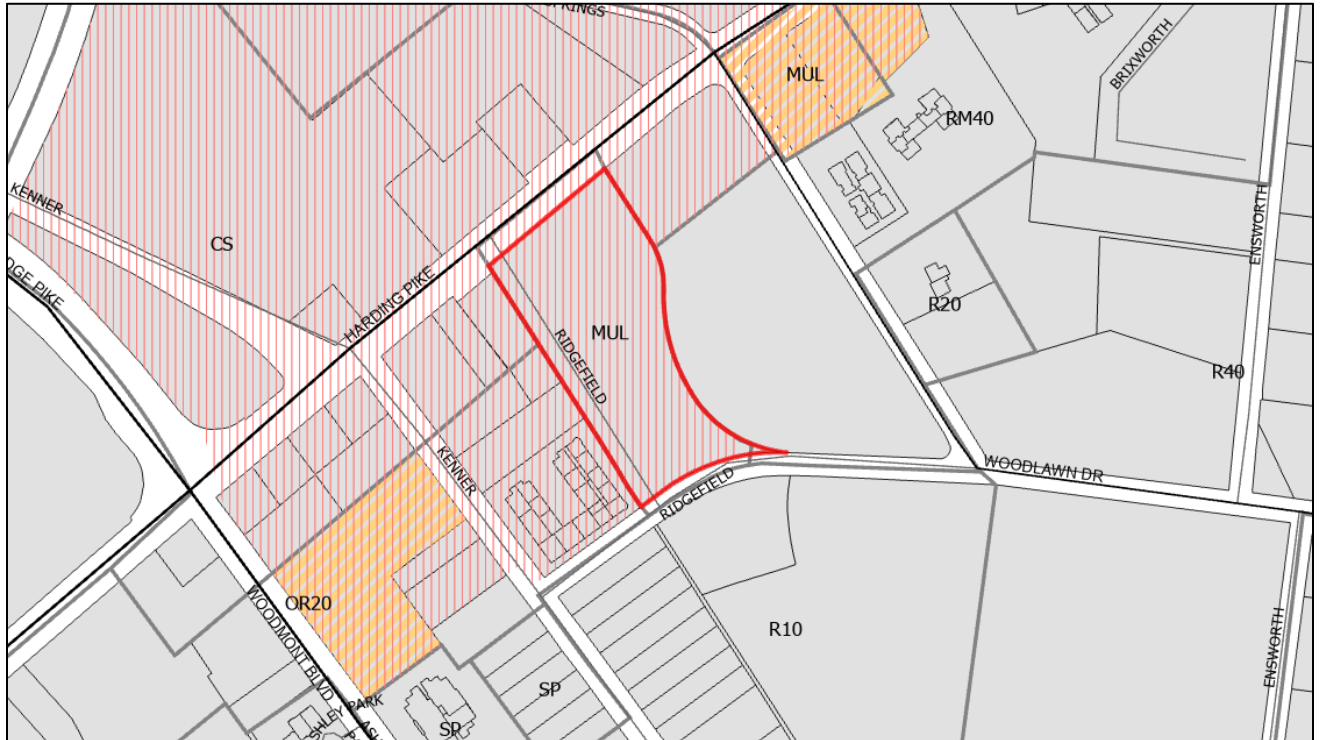 SPRINGS
BRIXWORTH
MUL
RM40
KENNER
ENSWORTH
CS
DGE PIKE
HARDING PIKE
R20
MUL
RIDGEFIELD
R40
KENNER
WOODLAWN DR
RIDGEFIELD
OR20
WOODMONT BLVD
R10
ENSWORTH
SP
SHLEY PARK
SP